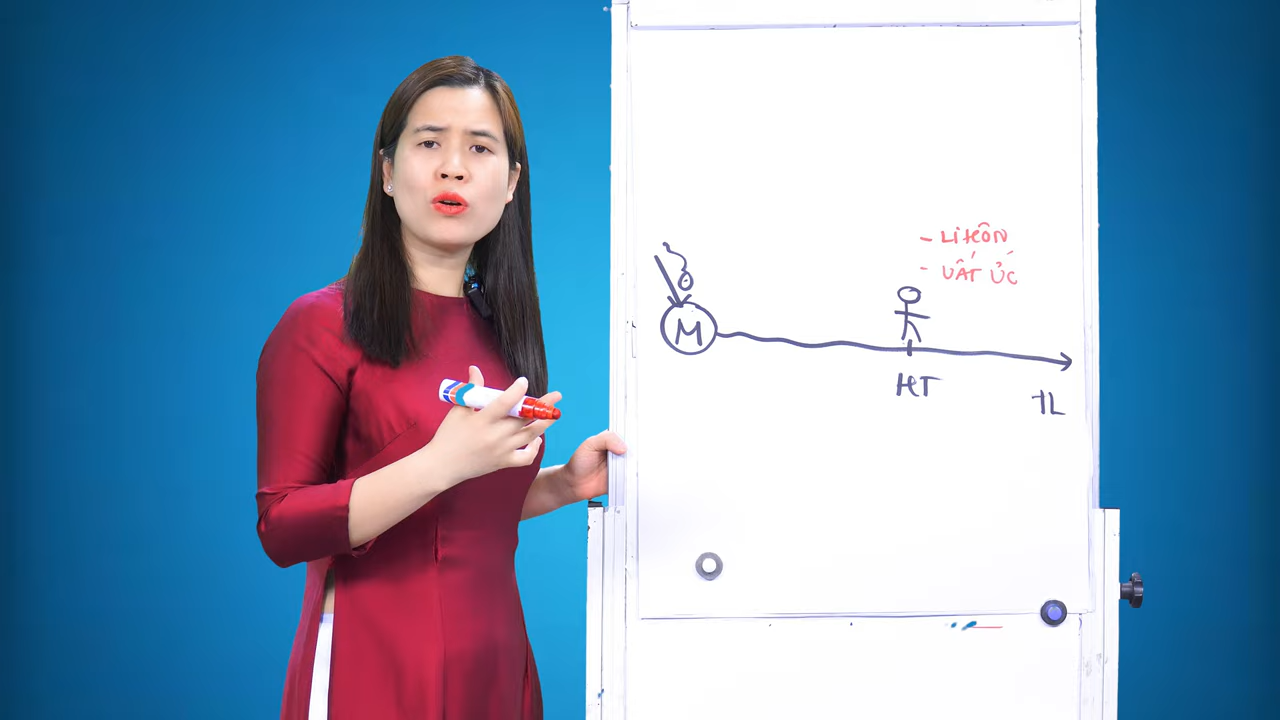 - Li HÔN
- UẤT ỨC
M
HT
TL